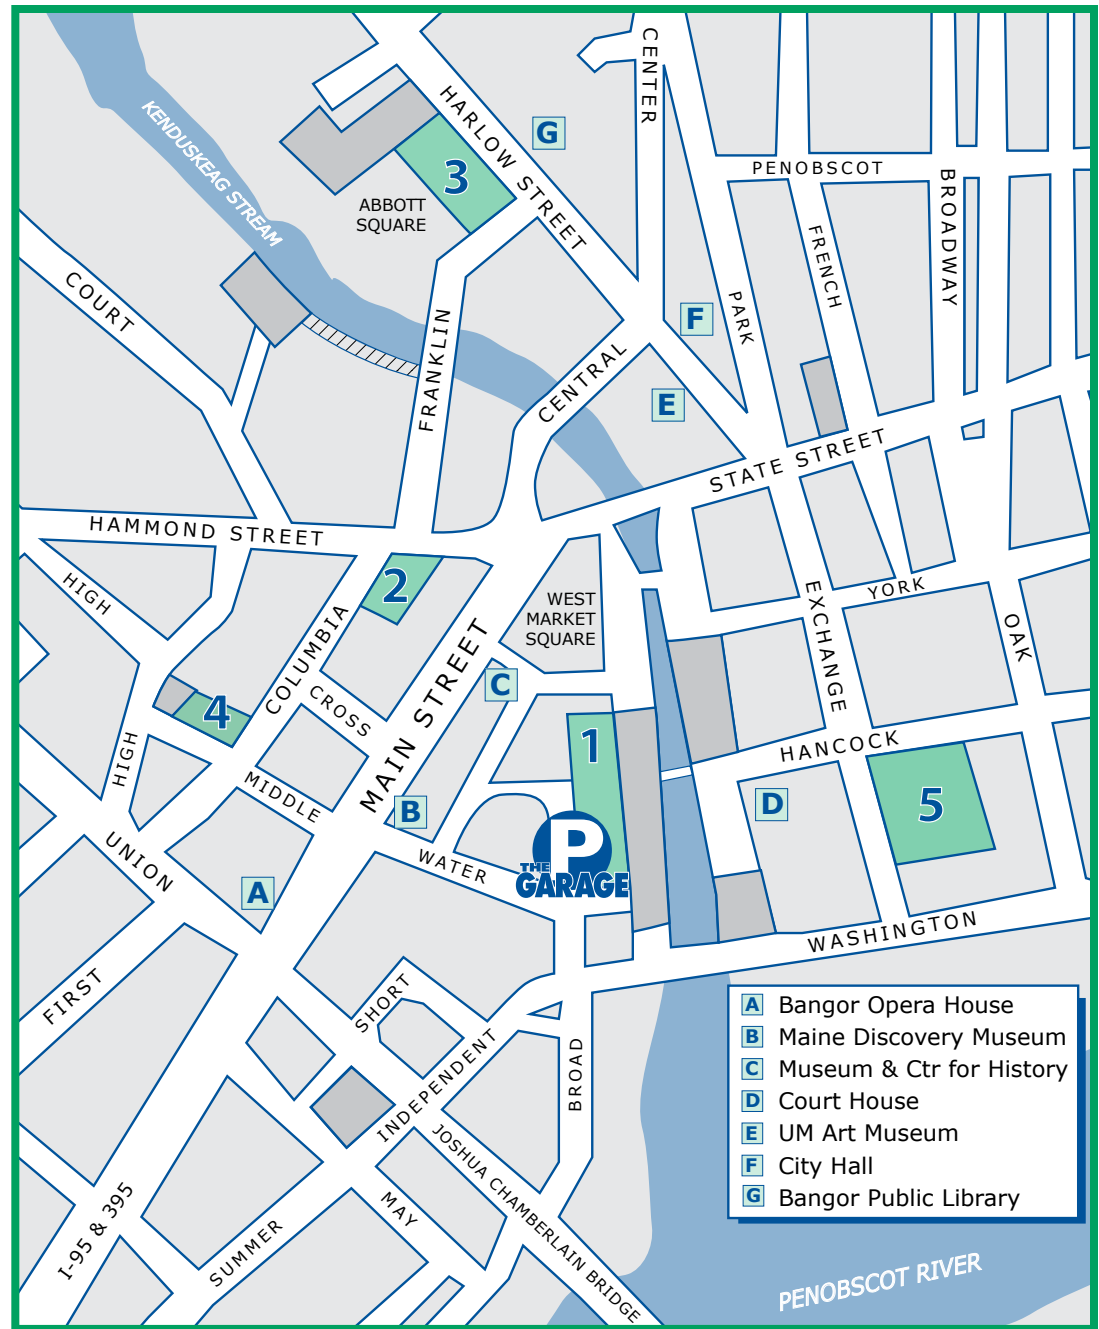 CENTER
KENDUSKEAG STREAM
HARLOW STREET
G
3
ABBOTT
SQUARE
PENOBSCOT
BROADWAY
FRENCH
PARK
COURT
F
FRANKLIN
CENTRAL
E
STATE STREET
HAMMOND STREET
HIGH
2
WEST
MARKET
SQUARE
EXCHANGE
YORK
OAK
COLUMBIA
CROSS
MAIN STREET
C
4
HIGH
MIDDLE
1
HANCOCK
5
D
B
UNION
WATER
P
THE
GARAGE
A
WASHINGTON
FIRST
SHORT
INDEPENDENT
BROAD
JOSHUA CHAMBERLAIN BRIDGE
MAY
SUMMER
I-95 & 395
A Bangor Opera House
B Maine Discovery Museum
C Museum & Ctr for History
D Court House
E UM Art Museum
F City Hall
G Bangor Public Library
PENOBSCOT RIVER